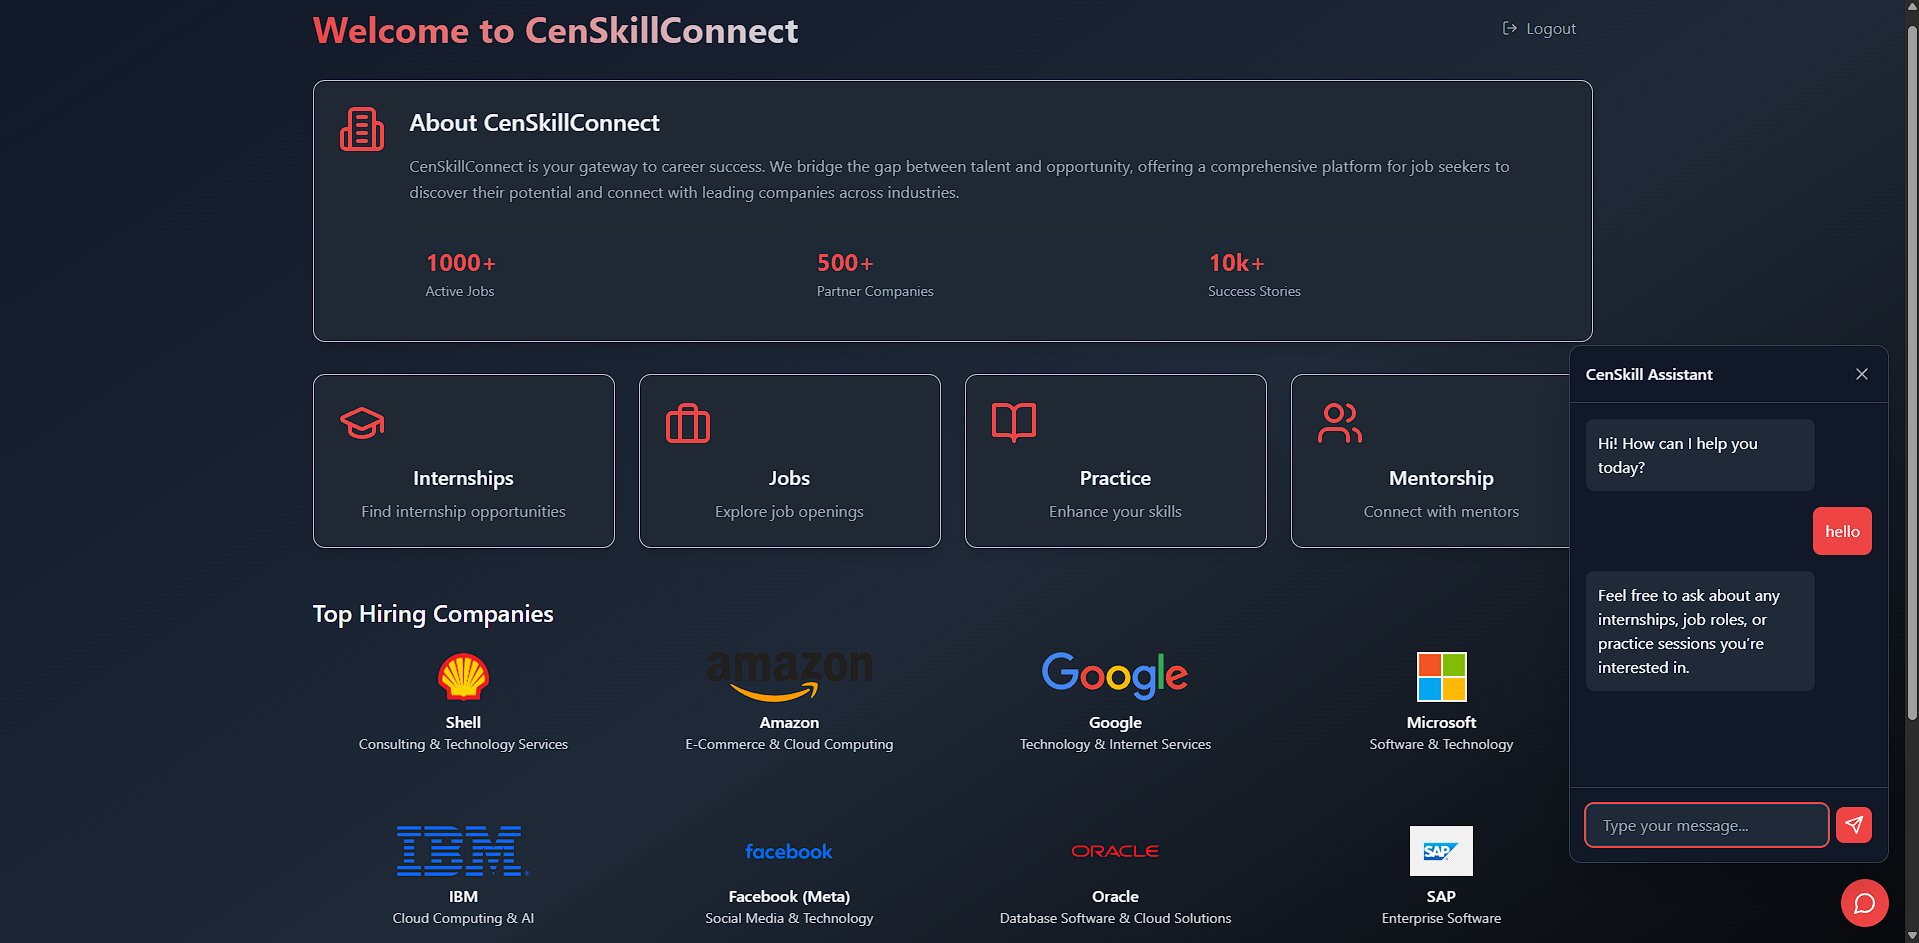 Welcome to CenSkillConnect
Logout
About CenSkillConnect
CenSkillConnect is your gateway to career success. We bridge the gap between talent and opportunity, offering a comprehensive platform for job seekers to
discover their potential and connect with leading companies across industries.
1000+
Active Jobs
500+
Partner Companies
10k+
Success Stories
Internships
Find internship opportunities
Jobs
Explore job openings
Practice
Enhance your skills
Mentorship
Connect with mentors
Top Hiring Companies
Shell
Consulting & Technology Services
amazon
Amazon
E-Commerce & Cloud Computing
Google
Google
Technology & Internet Services
Microsoft
Software & Technology
IBM®
IBM
Cloud Computing & AI
facebook
Facebook (Meta)
Social Media & Technology
ORACLE
Oracle
Database Software & Cloud Solutions
SAP
SAP
Enterprise Software
CenSkill Assistant
Hi! How can I help you
today?
hello
Feel free to ask about any
internships, job roles, or
practice sessions you’re
interested in.
Type your message...